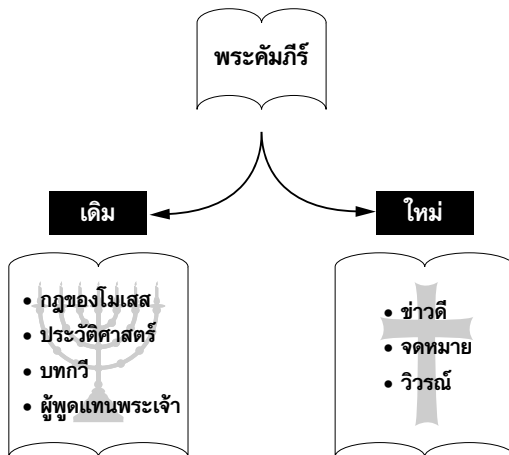 พระคัมภีร์
เดิม
ใหม่
• กฎของโมเสส
• ประวัติศาสตร์
• บทกวี
• ผู้พูดแทนพระเจ้า
• ข่าวดี
• จดหมาย
• วิวรณ์